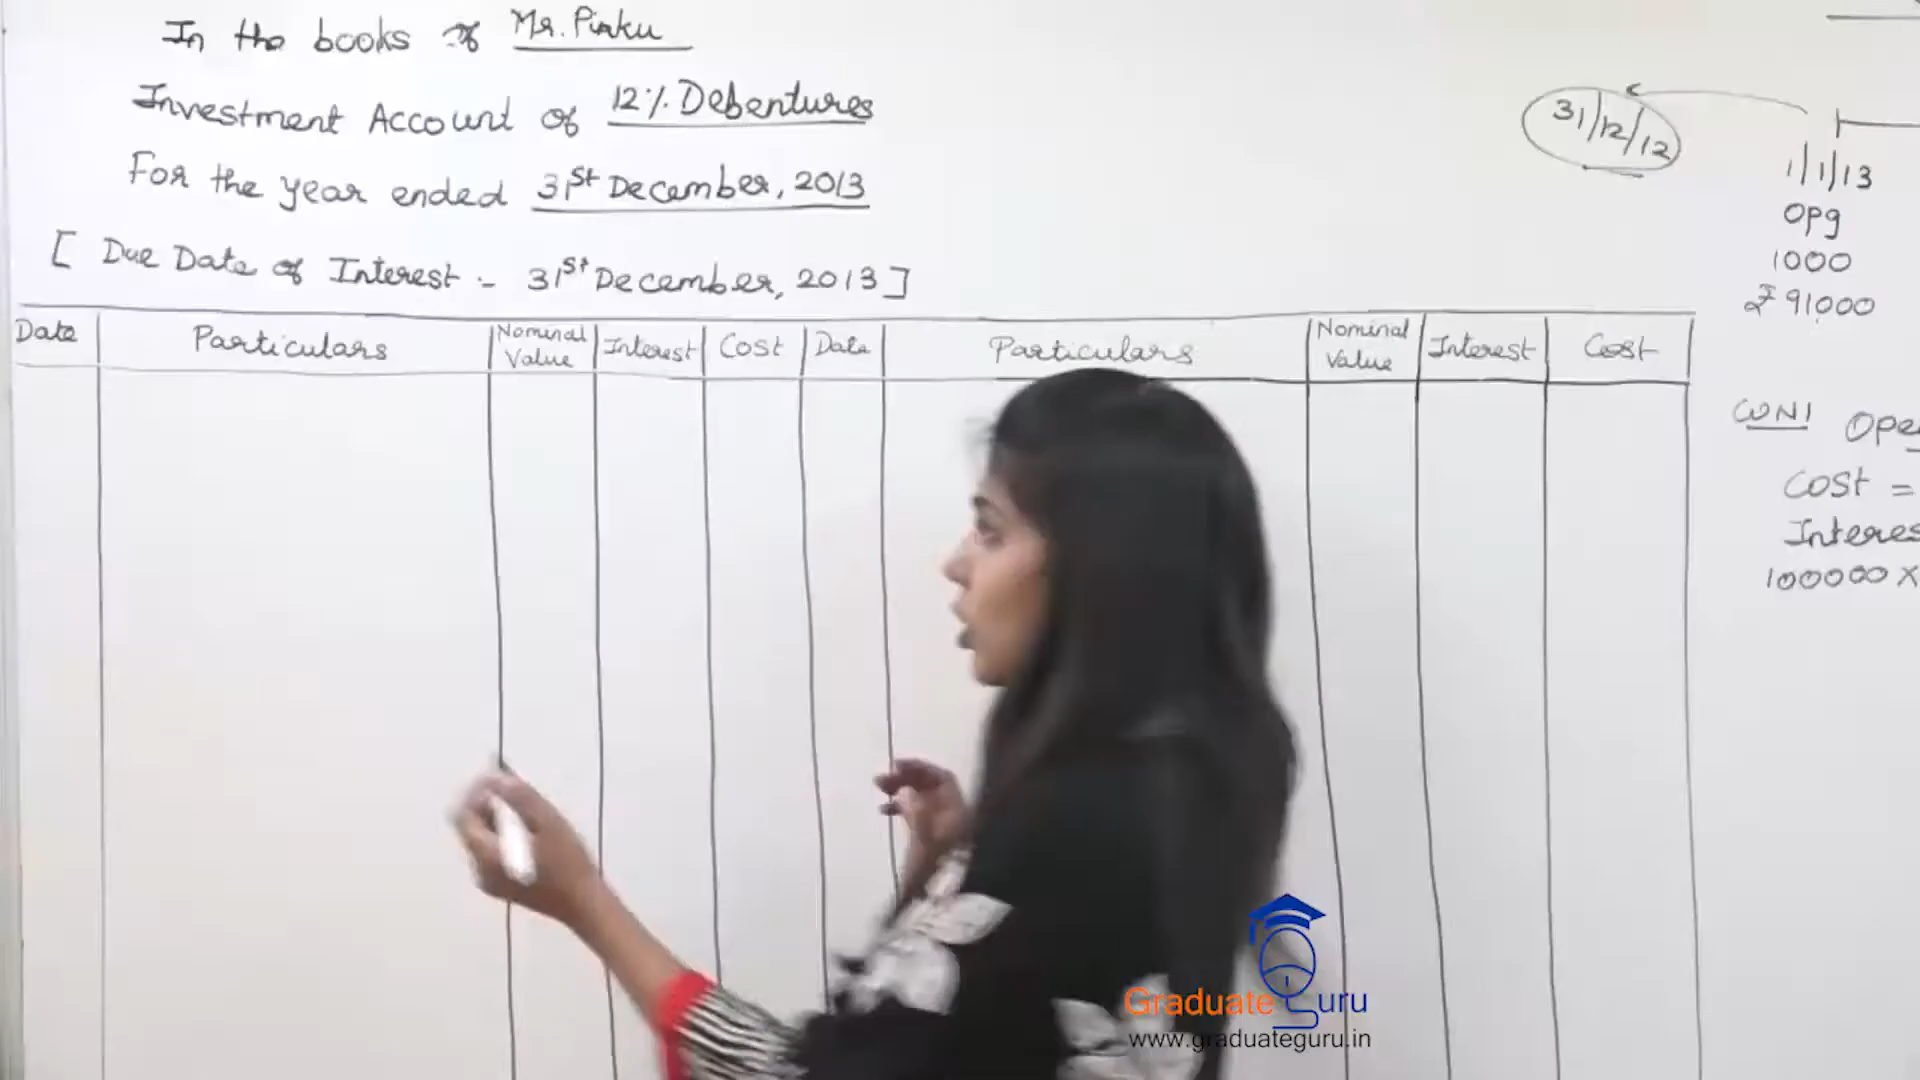 In the books of Mr. Pinku
Investment Account of 12% Debentures
For the year ended 31st December, 2013
[ Due Date of Interest :- 31st December, 2013 ]
Date Particulars Nominal Value Interest Cost Date Particulars Nominal Value Interest Cost
31/12/12
1/1/13
Opg
1000
₹ 91000
WN1 Ope
Cost =
Interes
100000 X
Graduate Guru
www.graduateguru.in